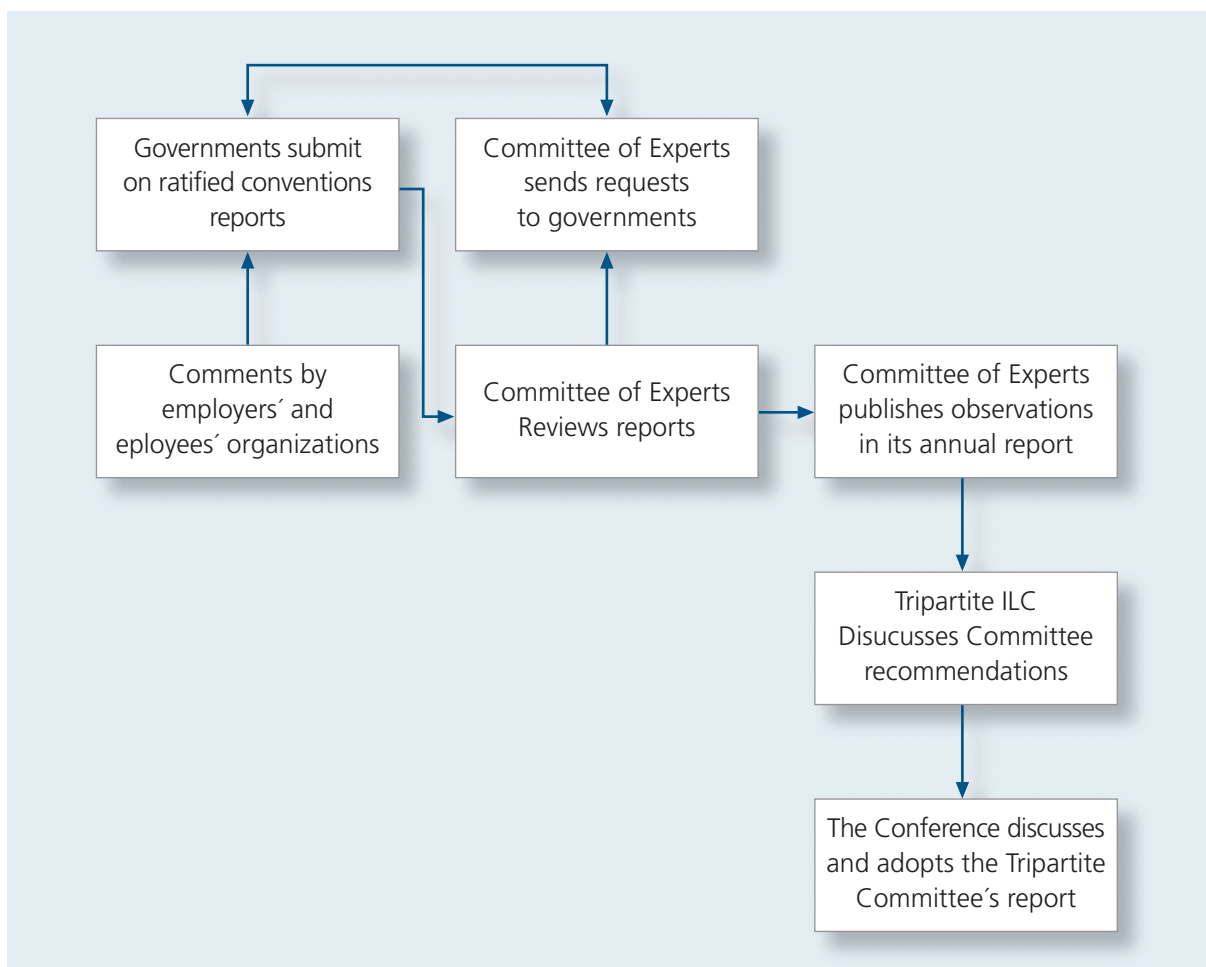 Governments submit
on ratified conventions
reports
Committee of Experts
sends requests
to governments
Comments by
employers´ and
eployees´ organizations
Committee of Experts
Reviews reports
Committee of Experts
publishes observations
in its annual report
Tripartite ILC
Disucusses Committee
recommendations
The Conference discusses
and adopts the Tripartite
Committee´s report